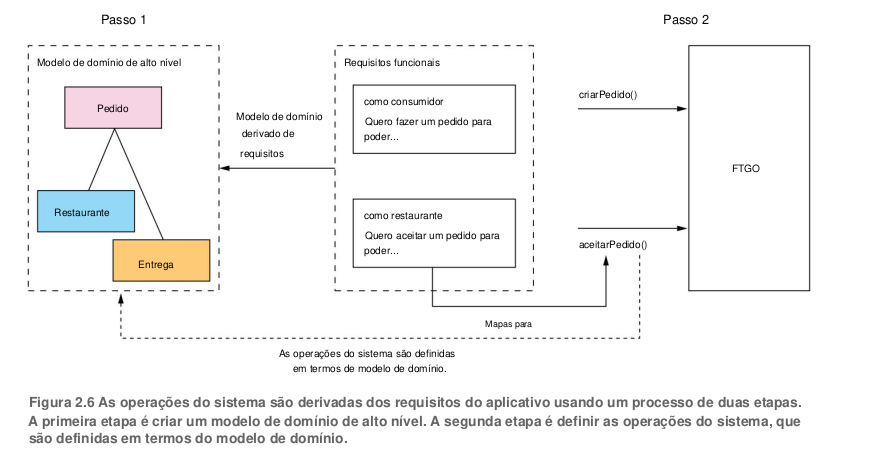 Passo 1
Passo 2
Modelo de domínio de alto nível
Pedido
Restaurante
Entrega
Modelo de domínio
derivado de
requisitos
Requisitos funcionais
como consumidor
Quero fazer um pedido para
poder...
como restaurante
Quero aceitar um pedido para
poder...
criarPedido()
FTGO
aceitarPedido()
Mapas para
As operações do sistema são definidas
em termos de modelo de domínio.
Figura 2.6 As operações do sistema são derivadas dos requisitos do aplicativo usando um processo de duas etapas.
A primeira etapa é criar um modelo de domínio de alto nível. A segunda etapa é definir as operações do sistema, que
são definidas em termos do modelo de domínio.